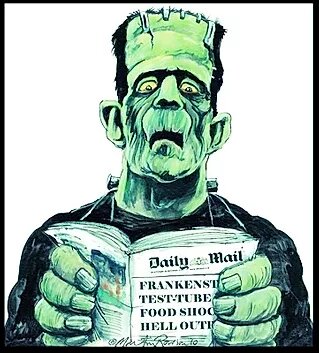 Daily Mail
FRANKENST
TEST-TUBE
FOOD SHOC
HELL OUT